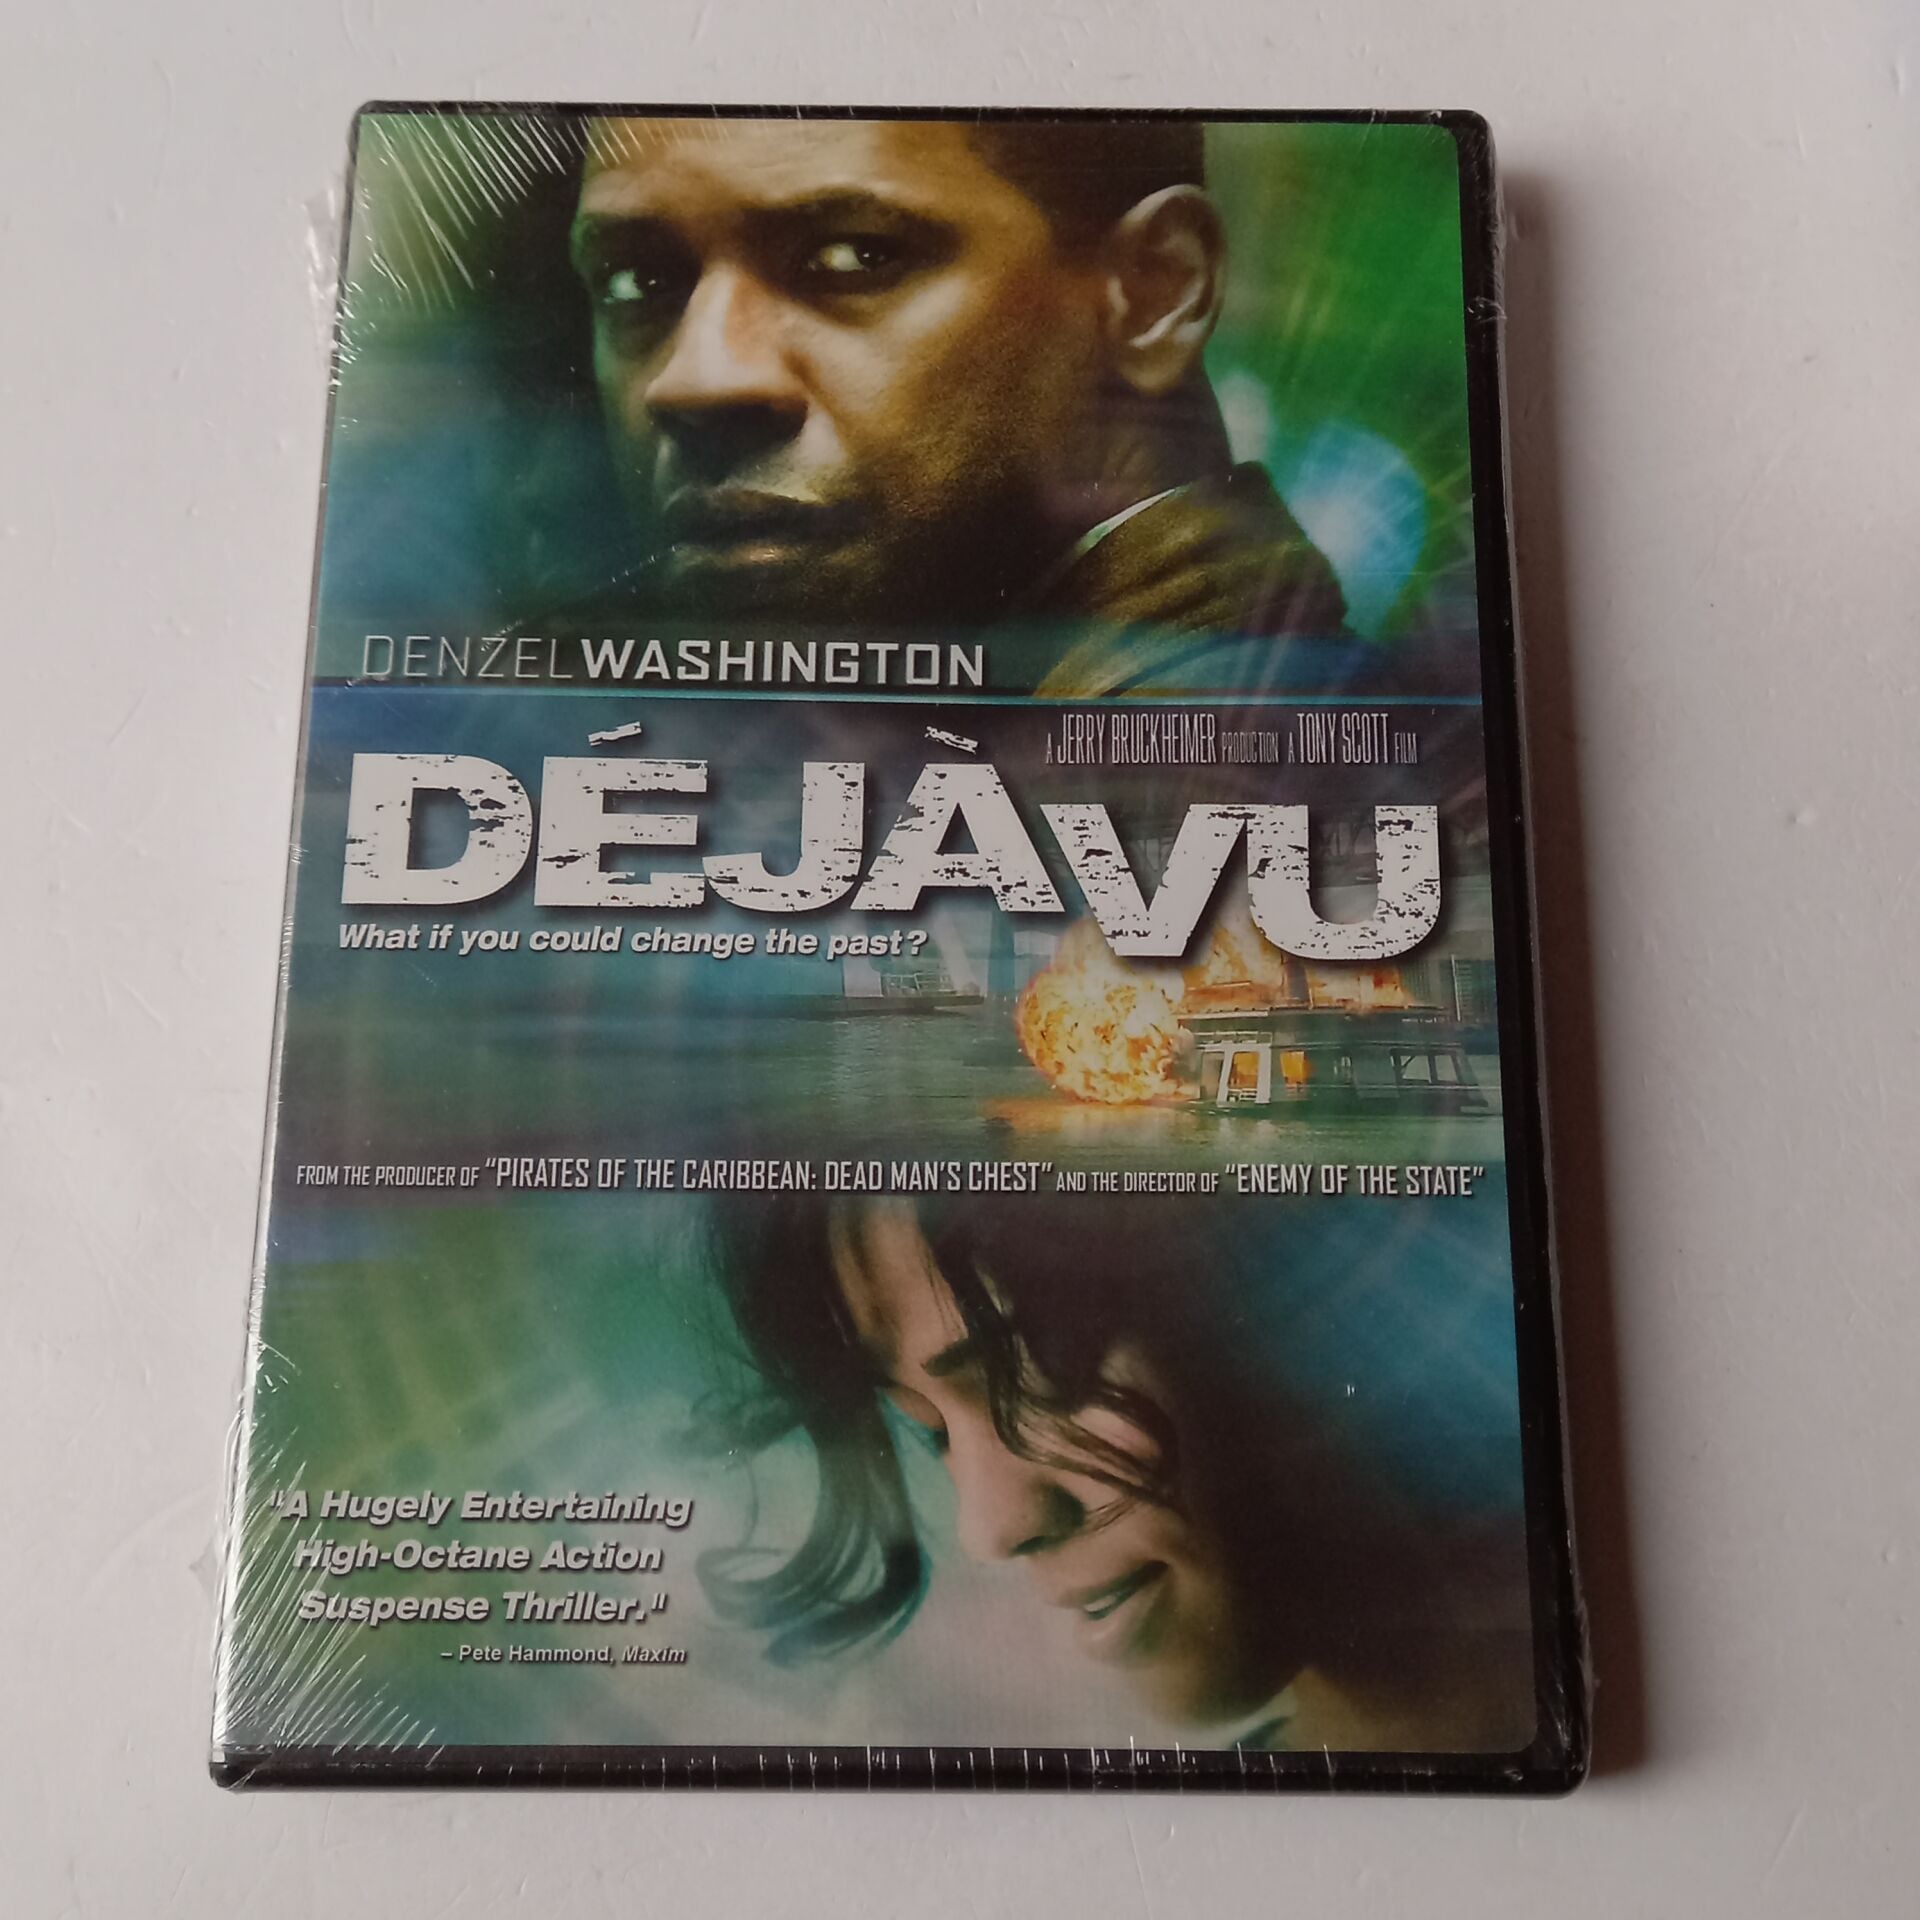 DENZEL WASHINGTON
A JERRY BRUCKHEIMER PRODUCTION A TONY SCOTT FILM
DÉJÀ VU
What if you could change the past?
FROM THE PRODUCER OF "PIRATES OF THE CARIBBEAN: DEAD MAN'S CHEST" AND THE DIRECTOR OF "ENEMY OF THE STATE"
"A Hugely Entertaining
High-Octane Action
Suspense Thriller."
– Pete Hammond, Maxim